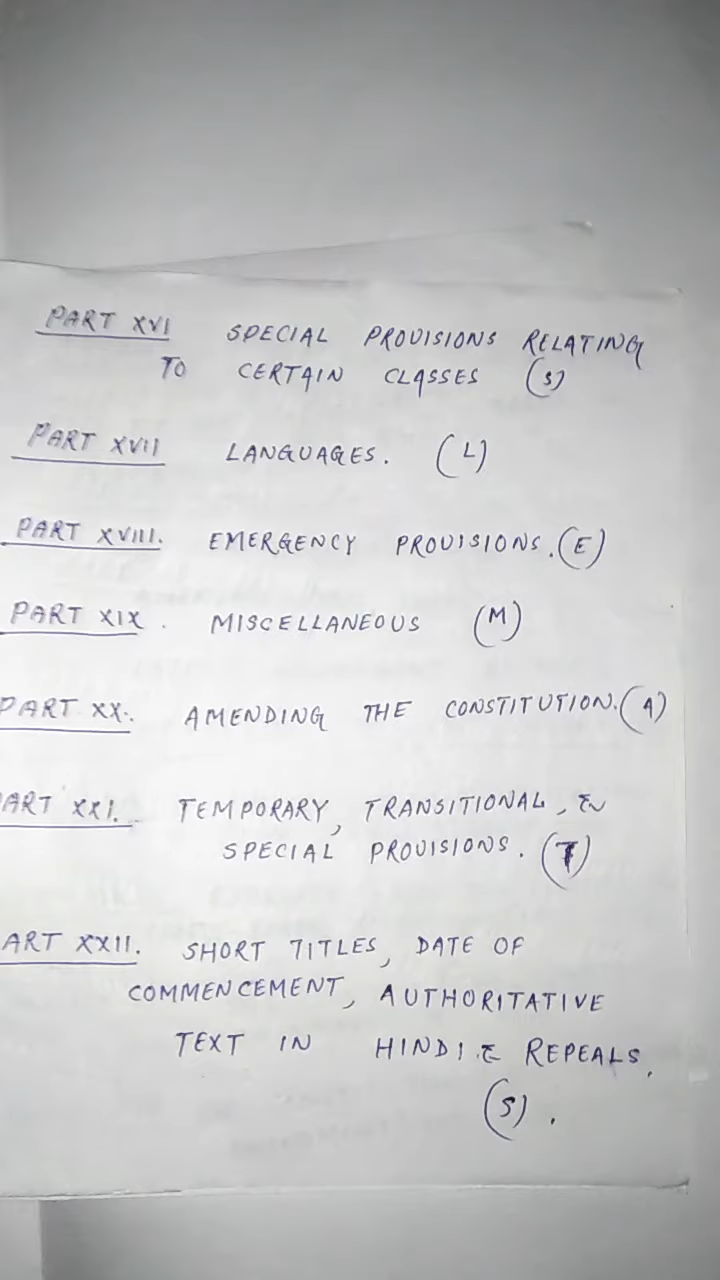 PART XVI SPECIAL PROVISIONS RELATING
TO CERTAIN CLASSES (S)
PART XVII LANGUAGES. (L)
PART XVIII. EMERGENCY PROVISIONS. (E)
PART XIX. MISCELLANEOUS (M)
PART XX. AMENDING THE CONSTITUTION. (A)
ART XXI. TEMPORARY, TRANSITIONAL, &
SPECIAL PROVISIONS. (T)
ART XXII. SHORT TITLES, DATE OF
COMMENCEMENT, AUTHORITATIVE
TEXT IN HINDI & REPEALS.
(S).